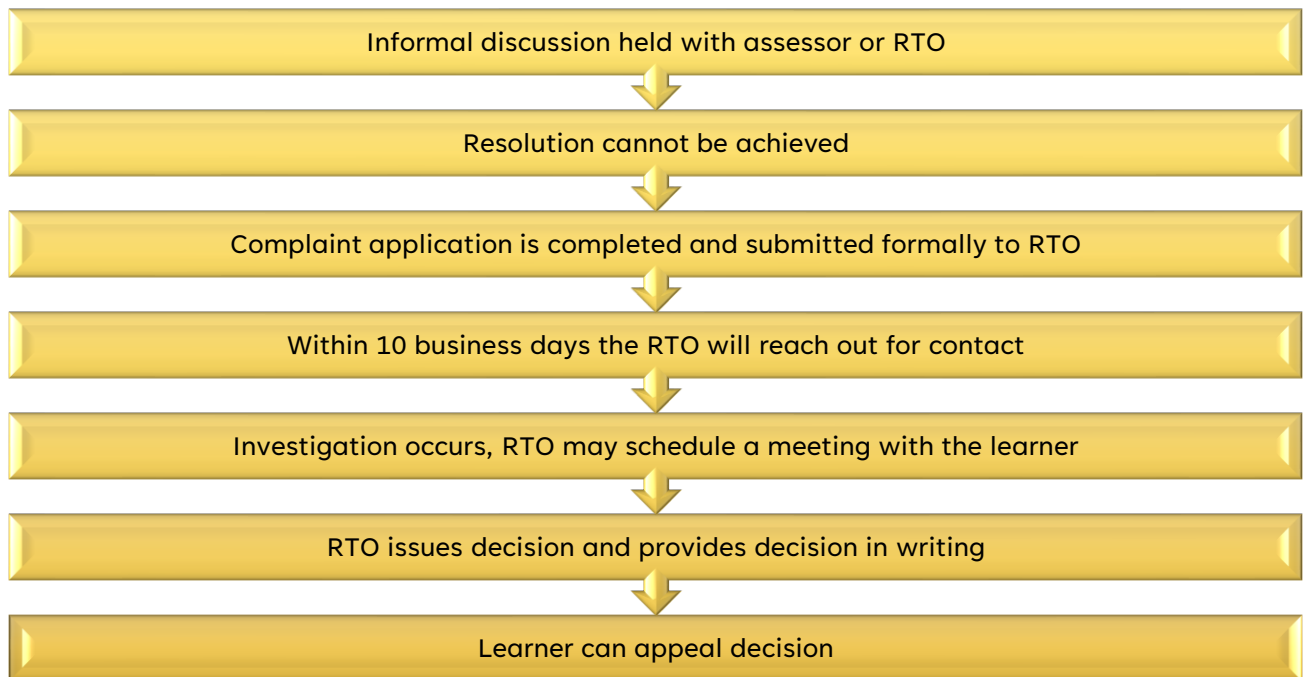 Informal discussion held with assessor or RTO
Resolution cannot be achieved
Complaint application is completed and submitted formally to RTO
Within 10 business days the RTO will reach out for contact
Investigation occurs, RTO may schedule a meeting with the learner
RTO issues decision and provides decision in writing
Learner can appeal decision